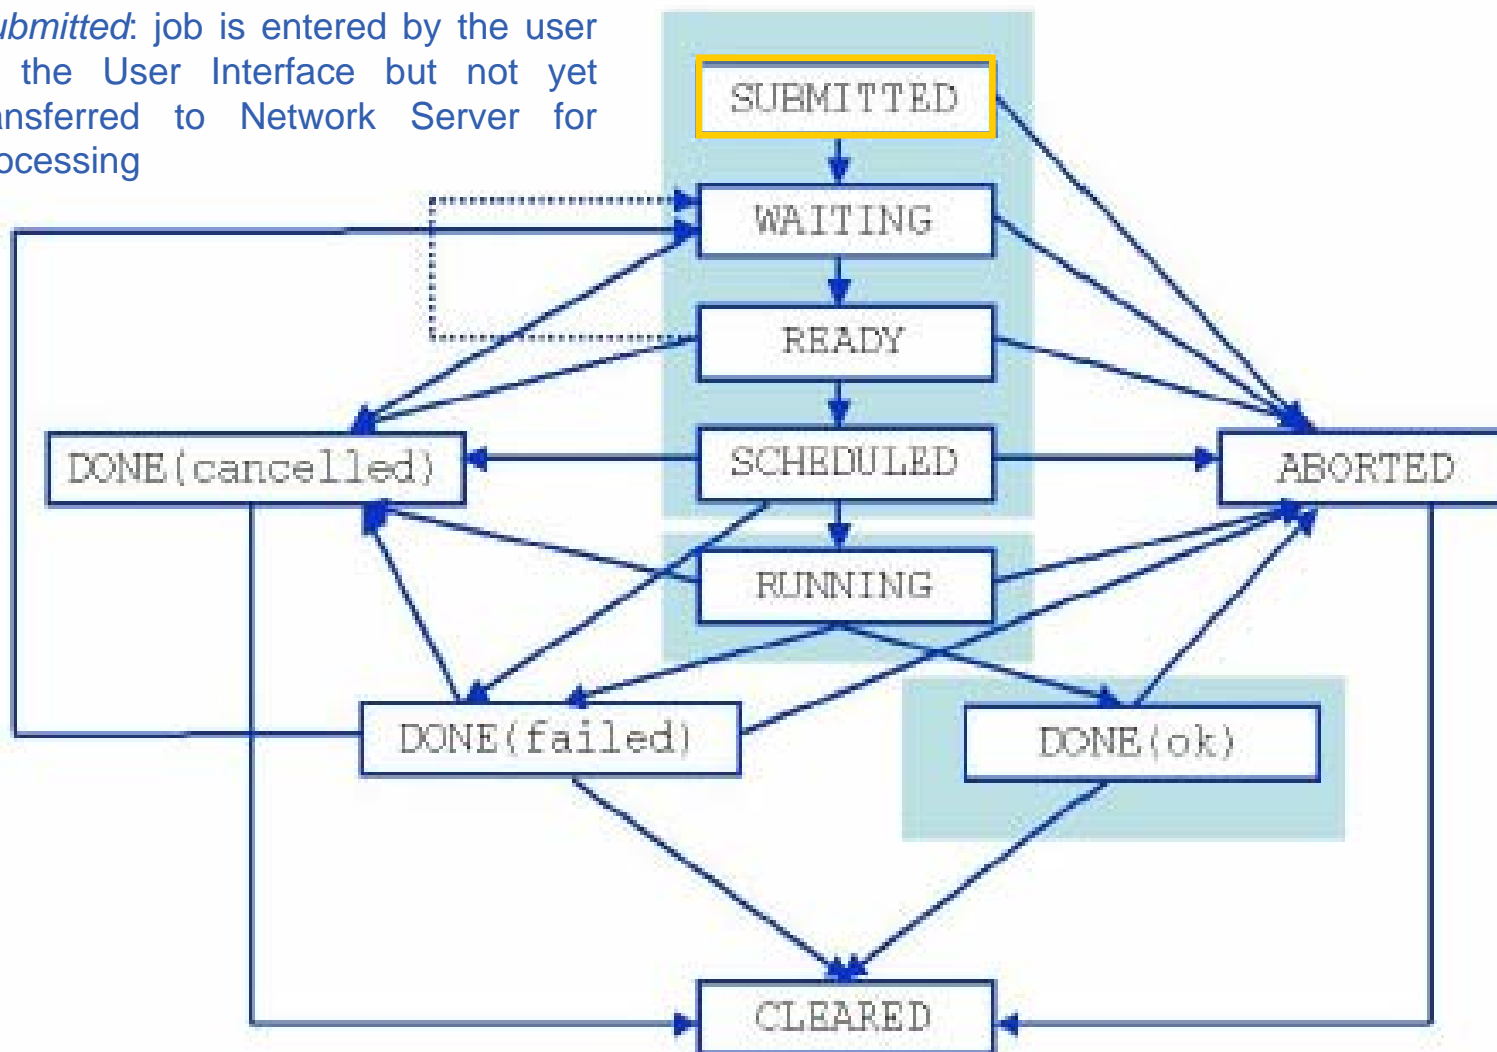 ubmitted: job is entered by the user
the User Interface but not yet
ansferred to Network Server for
ocessing
SUBMITTED
WAITING
READY
SCHEDULED
DONE(cancelled)
ABORTED
RUNNING
DONE(failed)
DONE(ok)
CLEARED